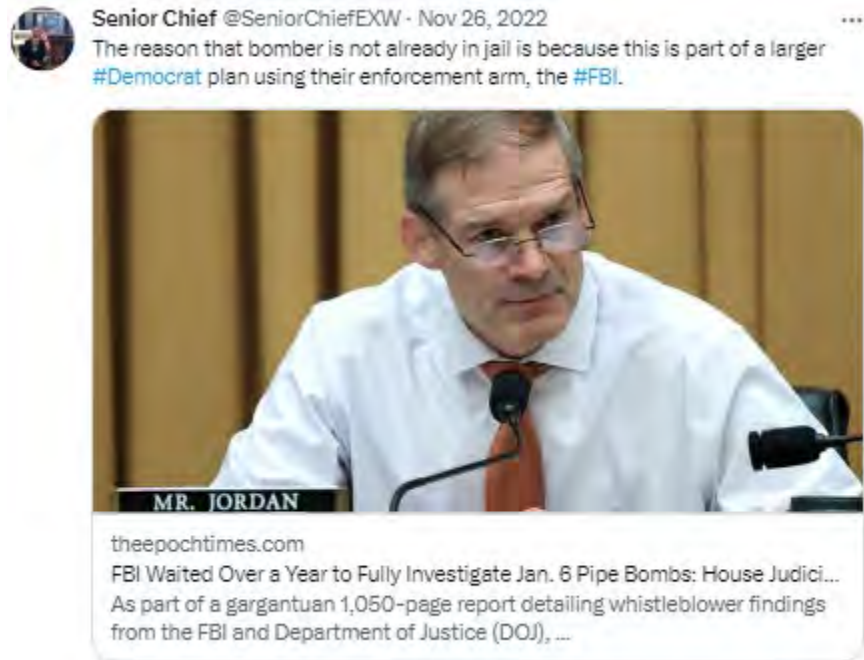 Senior Chief @SeniorChiefEXW · Nov 26, 2022
The reason that bomber is not already in jail is because this is part of a larger
#Democrat plan using their enforcement arm, the #FBI.
MR. JORDAN
theepochtimes.com
FBI Waited Over a Year to Fully Investigate Jan. 6 Pipe Bombs: House Judici...
As part of a gargantuan 1,050-page report detailing whistleblower findings
from the FBI and Department of Justice (DOJ), ...